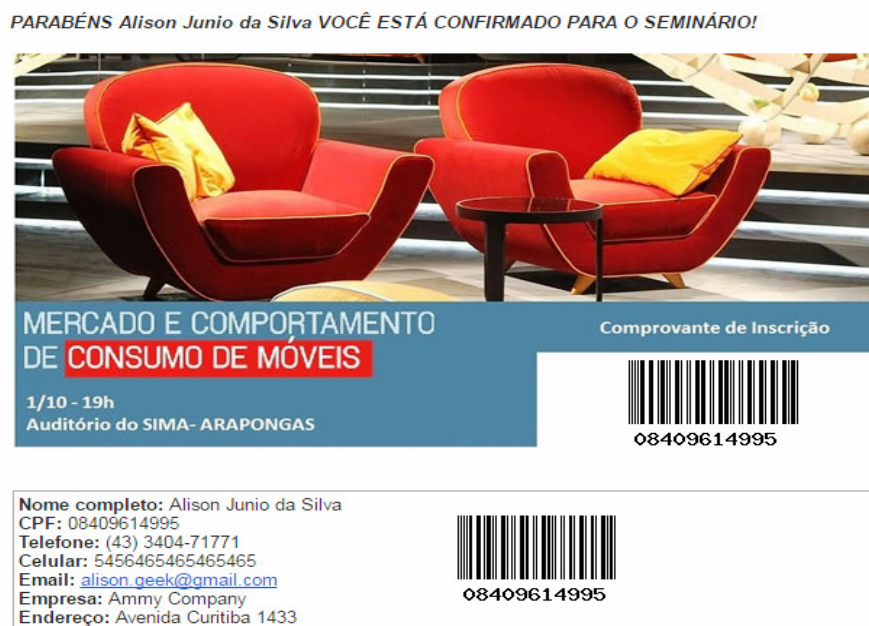 PARABÉNS Alison Junio da Silva VOCÊ ESTÁ CONFIRMADO PARA O SEMINÁRIO!
MERCADO E COMPORTAMENTO
DE CONSUMO DE MÓVEIS
1/10 - 19h
Auditório do SIMA- ARAPONGAS
Comprovante de Inscrição
08409614995
Nome completo: Alison Junio da Silva
CPF: 08409614995
Telefone: (43) 3404-71771
Celular: 5456465465465465
Email: alison.geek@gmail.com
Empresa: Ammy Company
Endereço: Avenida Curitiba 1433
08409614995